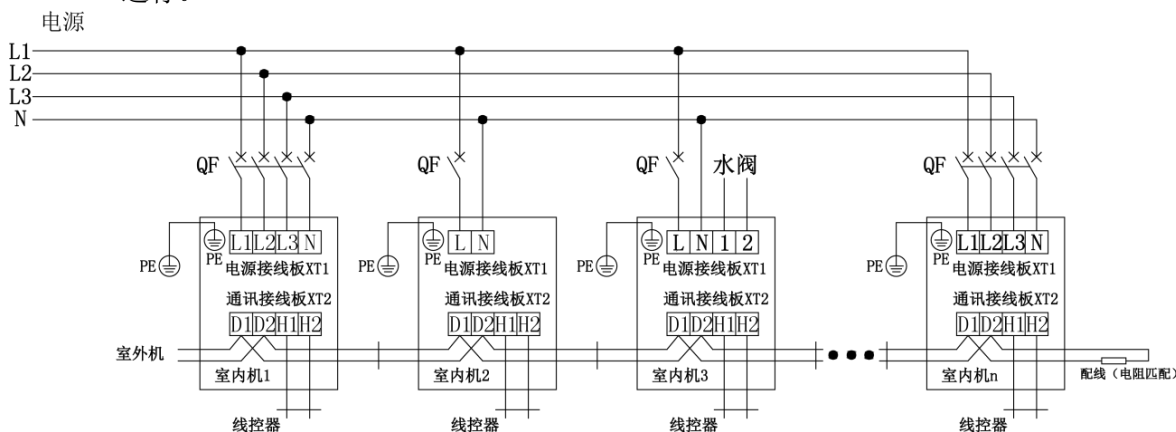 电源
L1
L2
L3
N
QF QF QF 水阀 QF
L1 L2 L3 N L N L N 1 2 L1 L2 L3 N
PE PE PE PE PE PE PE PE
电源接线板XT1 电源接线板XT1 电源接线板XT1 电源接线板XT1
通讯接线板XT2 通讯接线板XT2 通讯接线板XT2 通讯接线板XT2
D1 D2 H1 H2 D1 D2 H1 H2 D1 D2 H1 H2 D1 D2 H1 H2
室外机
室内机1 室内机2 室内机3 室内机n 配线（电阻匹配）
线控器 线控器 线控器 线控器